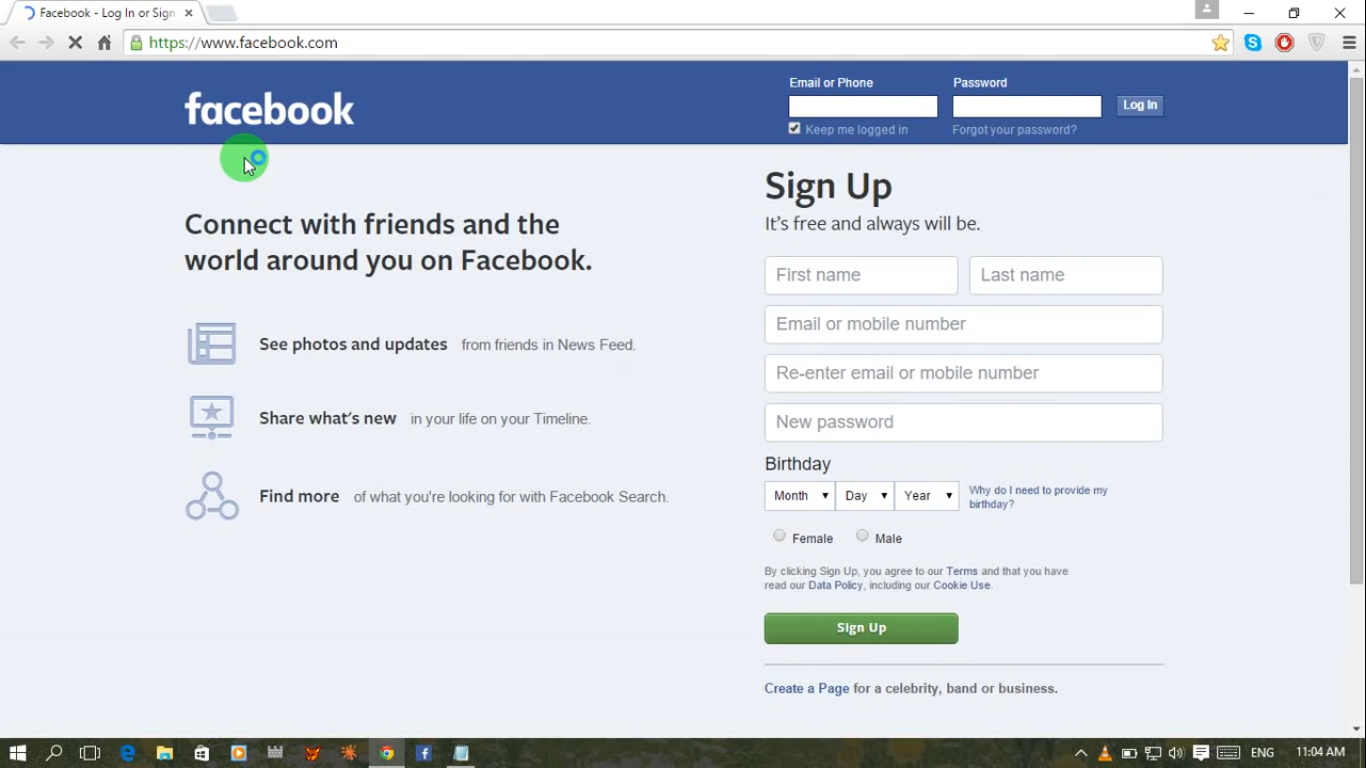 Facebook - Log In or Sign
https://www.facebook.com
facebook
Email or Phone
Password
Log In
Keep me logged in
Forgot your password?
Connect with friends and the
world around you on Facebook.
See photos and updates from friends in News Feed.
Share what's new in your life on your Timeline.
Find more of what you're looking for with Facebook Search.
Sign Up
It's free and always will be.
First name
Last name
Email or mobile number
Re-enter email or mobile number
New password
Birthday
Month
Day
Year
Why do I need to provide my
birthday?
Female
Male
By clicking Sign Up, you agree to our Terms and that you have
read our Data Policy, including our Cookie Use.
Sign Up
Create a Page for a celebrity, band or business.
ENG
11:04 AM